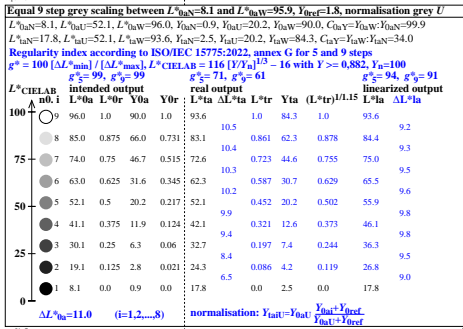 Equal 9 step grey scaling between L*0aN=8.1 and L*0aW=95.9, Y0ref=1.8, normalisation grey U
L*0aN=8.1, L*0aU=52.1, L*0aW=96.0, Y0aN=0.9, Y0aU=20.2, Y0aW=90.0, C0aY=Y0aW:Y0aN=99.9
L*taN=17.8, L*taU=52.1, L*taW=93.6, YtaN=2.5, YtaU=20.2, YtaW=84.3, CtaY=YtaW:YtaN=34.0
Regularity index according to ISO/IEC 15775:2022, annex G for 5 and 9 steps
g* = 100 [ΔL*min] / [ΔL*max], L*CIELAB = 116 [Y/Yn]1/3 − 16 with Y >= 0,882, Yn=100
g*5= 99, g*9= 99 g*5= 71, g*9= 61 g*5= 94, g*9= 91
L*CIELAB intended output real output linearized output
n0. i L*0a L*0r Y0a Y0r L*ta ΔL*ta L*tr Yta (L*tr)1/1.15 L*la ΔL*la
100 9 96.0 1.0 90.0 1.0 93.6 1.0 84.3 1.0 93.6
10.5 9.2
8 85.0 0.875 66.0 0.731 83.1 0.861 62.3 0.878 84.4
10.4 9.3
75 7 74.0 0.75 46.7 0.515 72.6 0.723 44.6 0.755 75.0
10.3 9.5
6 63.0 0.625 31.6 0.345 62.3 0.587 30.7 0.629 65.5
10.2 9.6
50 5 52.1 0.5 20.2 0.217 52.1 0.452 20.2 0.502 55.9
9.9 9.8
4 41.1 0.375 11.9 0.124 42.1 0.321 12.6 0.373 46.1
9.4 9.8
25 3 30.1 0.25 6.3 0.06 32.7 0.197 7.4 0.244 36.3
8.4 9.5
2 19.1 0.125 2.8 0.021 24.3 0.086 4.2 0.119 26.8
6.5 9.0
1 8.1 0.0 0.9 0.0 17.8 0.0 2.5 0.0 17.8
0
ΔL*0a=11.0 (i=1,2,...,8) normalisation: YtaiU=Y0aU Y0ai+Y0ref
Y0aU+Y0ref